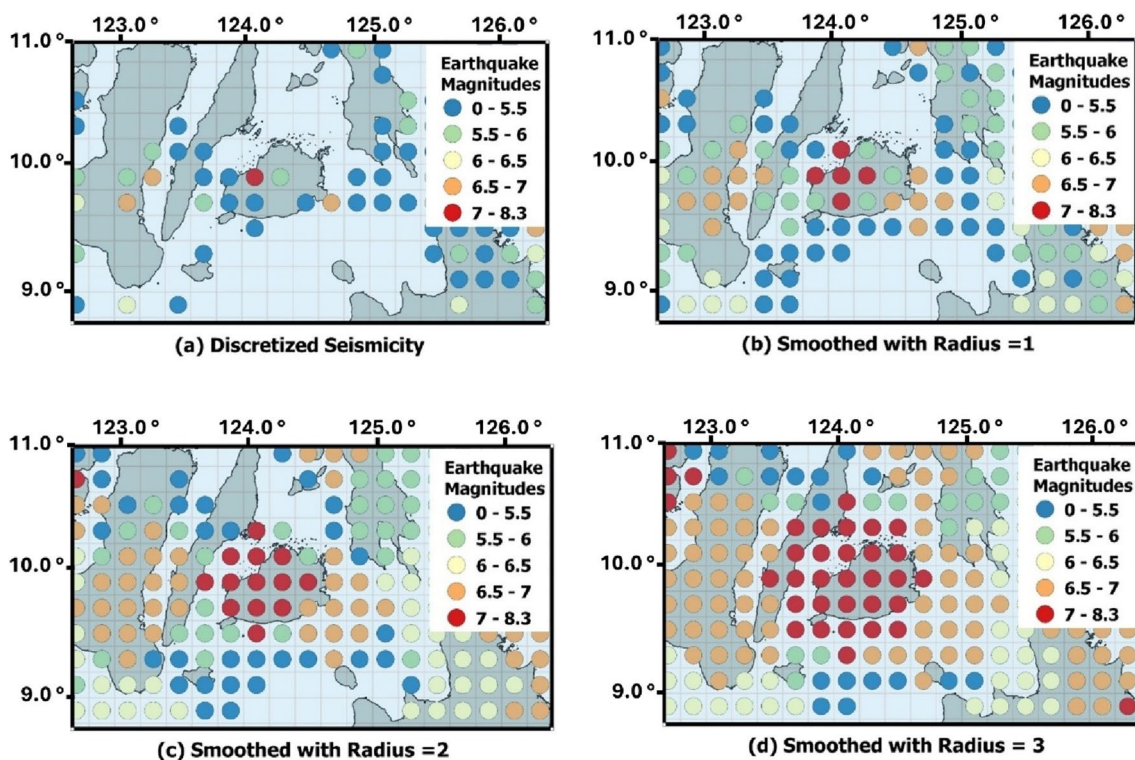 123.0 ° 124.0 ° 125.0 ° 126.0 °
11.0 °
10.0 °
9.0 °
Earthquake
Magnitudes
0 - 5.5
5.5 - 6
6 - 6.5
6.5 - 7
7 - 8.3
(a) Discretized Seismicity
123.0 ° 124.0 ° 125.0 ° 126.0 °
11.0 °
10.0 °
9.0 °
Earthquake
Magnitudes
0 - 5.5
5.5 - 6
6 - 6.5
6.5 - 7
7 - 8.3
(b) Smoothed with Radius =1
123.0 ° 124.0 ° 125.0 ° 126.0 °
11.0 °
10.0 °
9.0 °
Earthquake
Magnitudes
0 - 5.5
5.5 - 6
6 - 6.5
6.5 - 7
7 - 8.3
(c) Smoothed with Radius =2
123.0 ° 124.0 ° 125.0 ° 126.0 °
11.0 °
10.0 °
9.0 °
Earthquake
Magnitudes
0 - 5.5
5.5 - 6
6 - 6.5
6.5 - 7
7 - 8.3
(d) Smoothed with Radius = 3